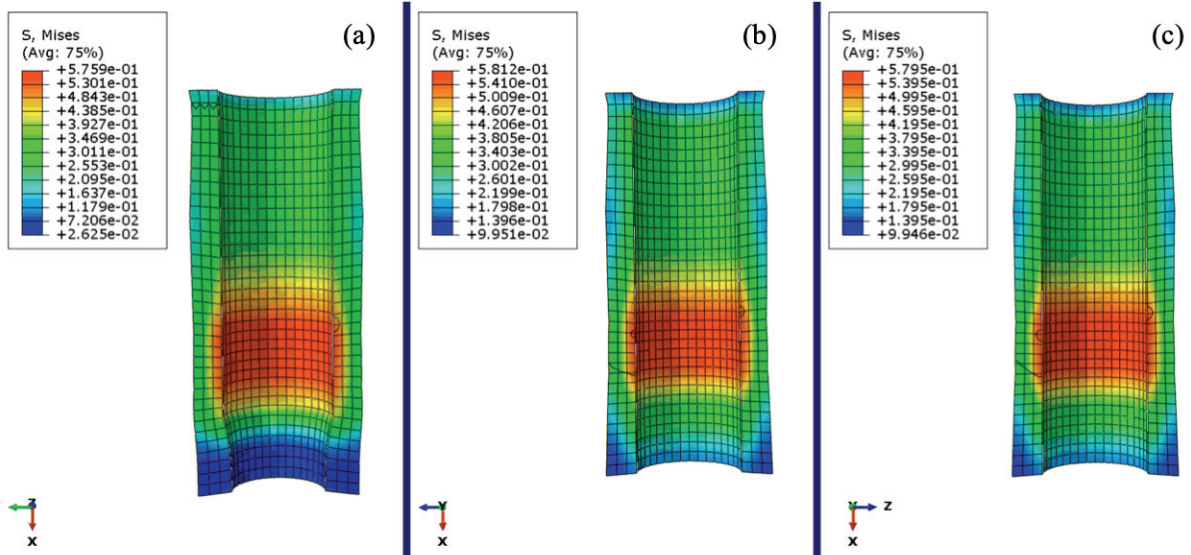 (a)
S, Mises
(Avg: 75%)
+5.759e-01
+5.301e-01
+4.843e-01
+4.385e-01
+3.927e-01
+3.469e-01
+3.011e-01
+2.553e-01
+2.095e-01
+1.637e-01
+1.179e-01
+7.206e-02
+2.625e-02
Z
X
(b)
S, Mises
(Avg: 75%)
+5.812e-01
+5.410e-01
+5.009e-01
+4.607e-01
+4.206e-01
+3.805e-01
+3.403e-01
+3.002e-01
+2.601e-01
+2.199e-01
+1.798e-01
+1.396e-01
+9.951e-02
Y
X
(c)
S, Mises
(Avg: 75%)
+5.795e-01
+5.395e-01
+4.995e-01
+4.595e-01
+4.195e-01
+3.795e-01
+3.395e-01
+2.995e-01
+2.595e-01
+2.195e-01
+1.795e-01
+1.395e-01
+9.946e-02
Y Z
X